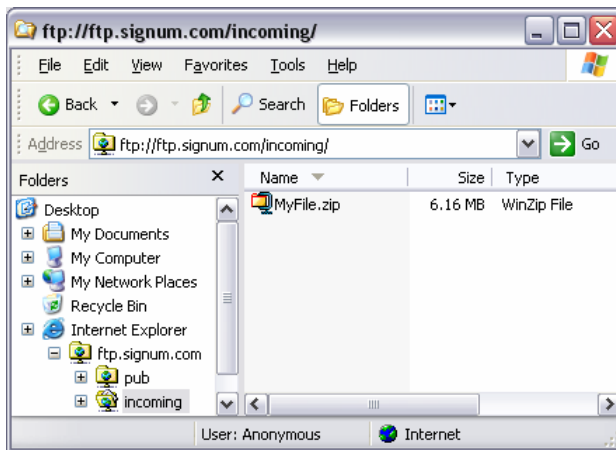 ftp://ftp.signum.com/incoming/
File Edit View Favorites Tools Help
Back Search Folders
Address ftp://ftp.signum.com/incoming/ Go
Folders Name Size Type
Desktop MyFile.zip 6.16 MB WinZip File
My Documents
My Computer
My Network Places
Recycle Bin
Internet Explorer
ftp.signum.com
pub
incoming
User: Anonymous Internet